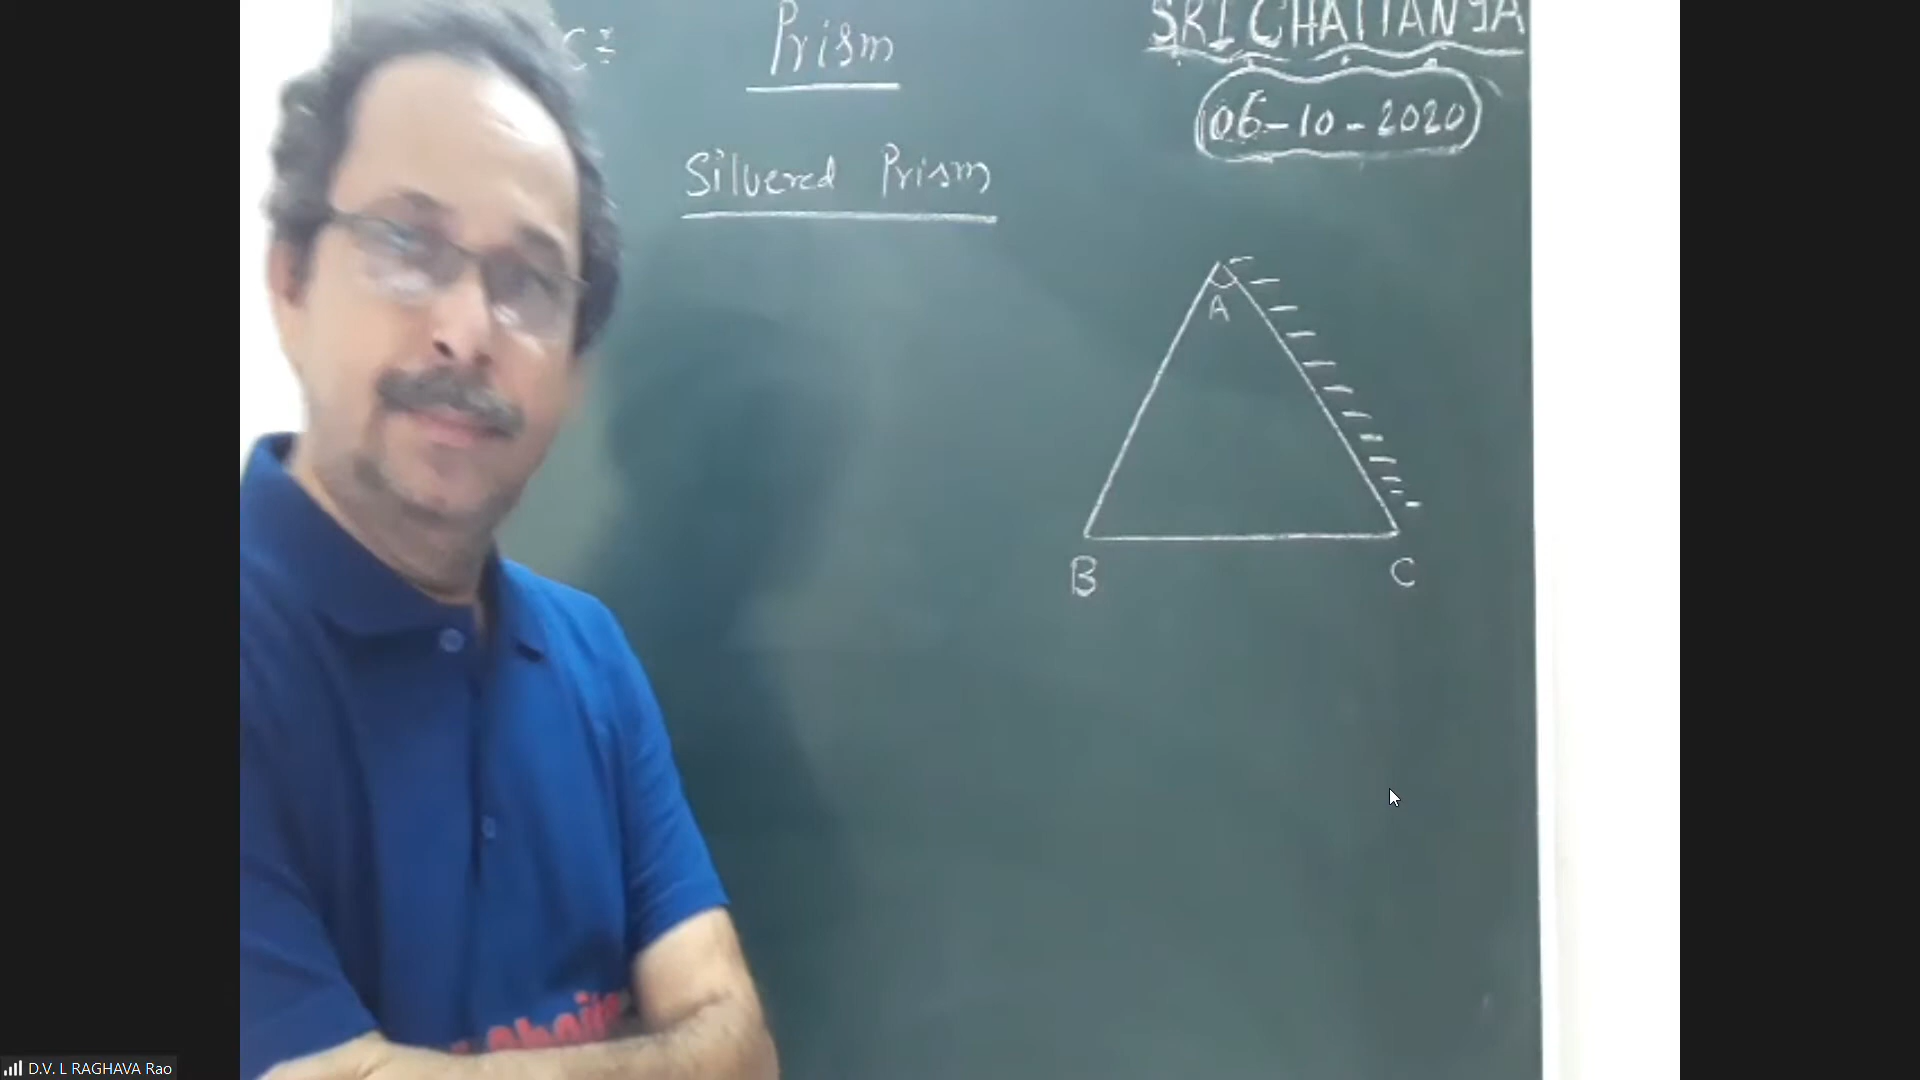 Prism
SRI CHAITANYA
06-10-2020
Silvered Prism
A
B
C
D.V. L RAGHAVA Rao